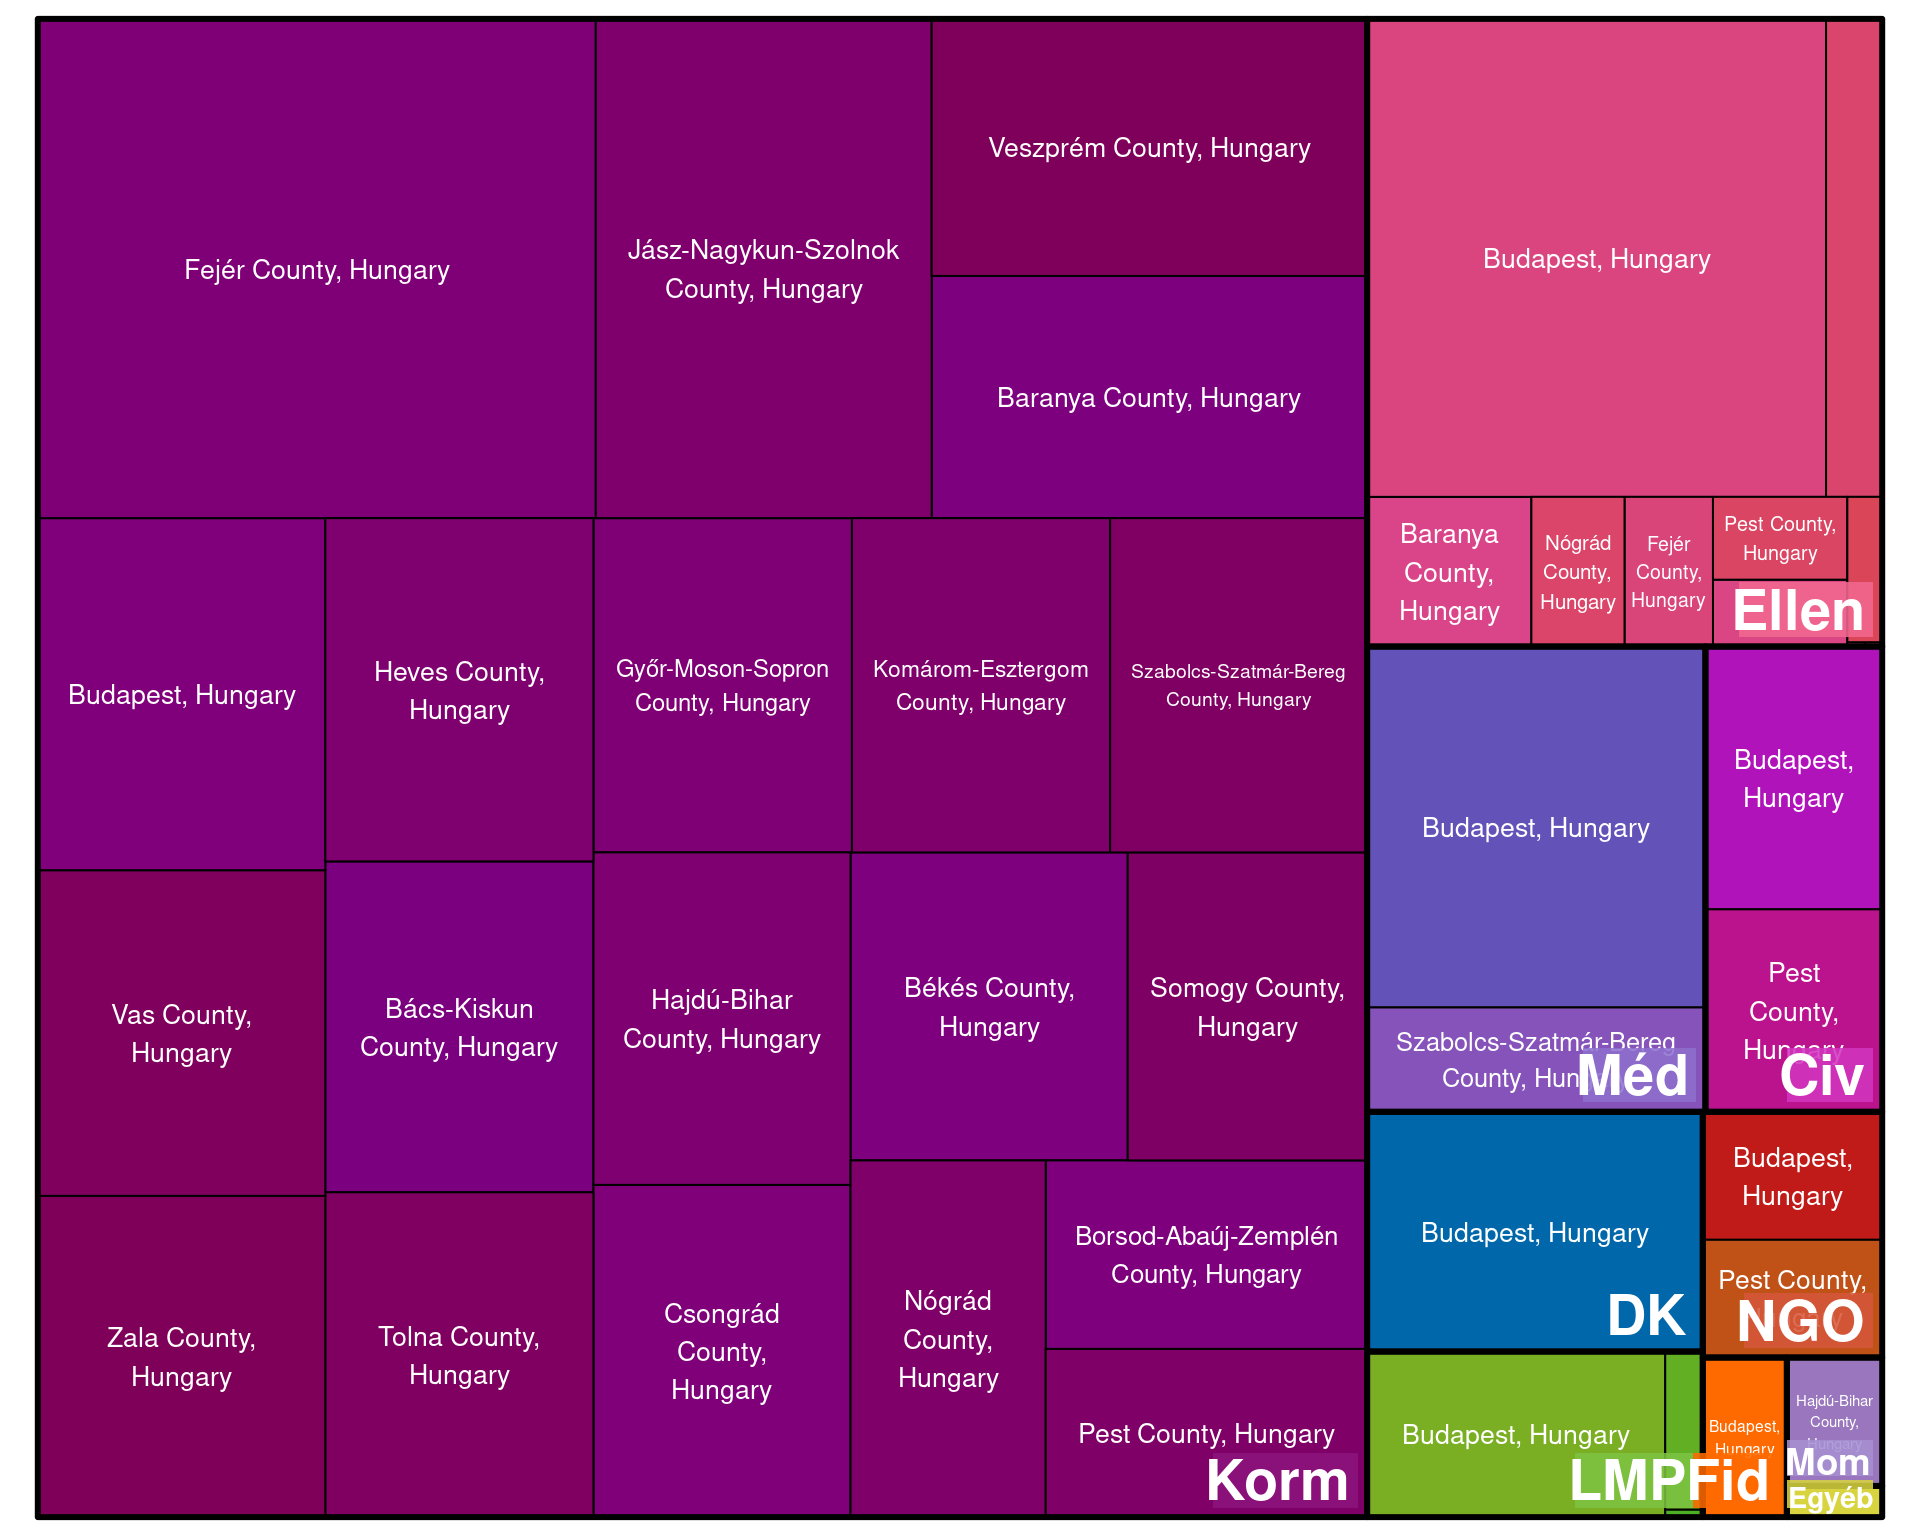 Fejér County, Hungary
Jász-Nagykun-Szolnok
County, Hungary
Veszprém County, Hungary
Baranya County, Hungary
Budapest, Hungary
Heves County,
Hungary
Győr-Moson-Sopron
County, Hungary
Komárom-Esztergom
County, Hungary
Szabolcs-Szatmár-Bereg
County, Hungary
Vas County,
Hungary
Bács-Kiskun
County, Hungary
Hajdú-Bihar
County, Hungary
Békés County,
Hungary
Somogy County,
Hungary
Zala County,
Hungary
Tolna County,
Hungary
Csongrád
County,
Hungary
Nógrád
County,
Hungary
Borsod-Abaúj-Zemplén
County, Hungary
Pest County, Hungary
Korm
Budapest, Hungary
Baranya
County,
Hungary
Nógrád
County,
Hungary
Fejér
County,
Hungary
Pest County,
Hungary
Ellen
Budapest, Hungary
Szabolcs-Szatmár-Bereg
County, Hungary
Méd
Budapest,
Hungary
Pest
County,
Hungary
Civ
Budapest, Hungary
DK
Budapest,
Hungary
Pest County,
NGO
Budapest, Hungary
LMP
Budapest,
Hungary
Fid
Hajdú-Bihar
County,
Hungary
Mom
Egyéb